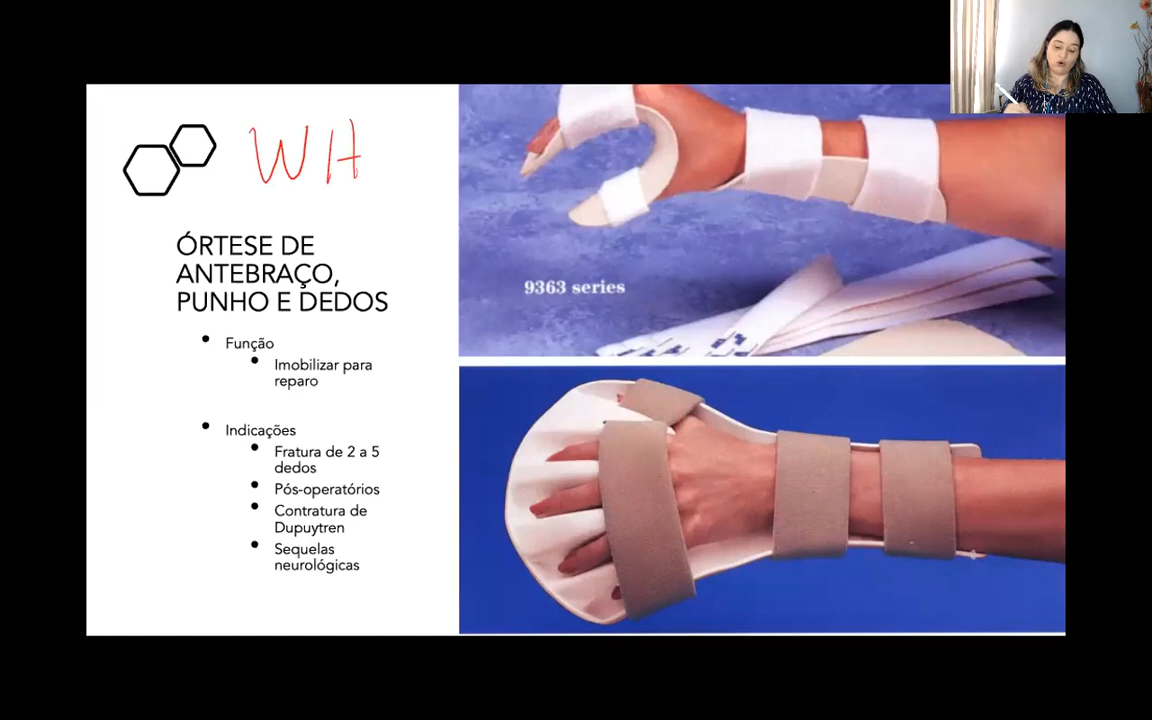 WH
ÓRTESE DE
ANTEBRAÇO,
PUNHO E DEDOS
• Função
• Imobilizar para
reparo
• Indicações
• Fratura de 2 a 5
dedos
• Pós-operatórios
• Contratura de
Dupuytren
• Sequelas
neurológicas
9363 series